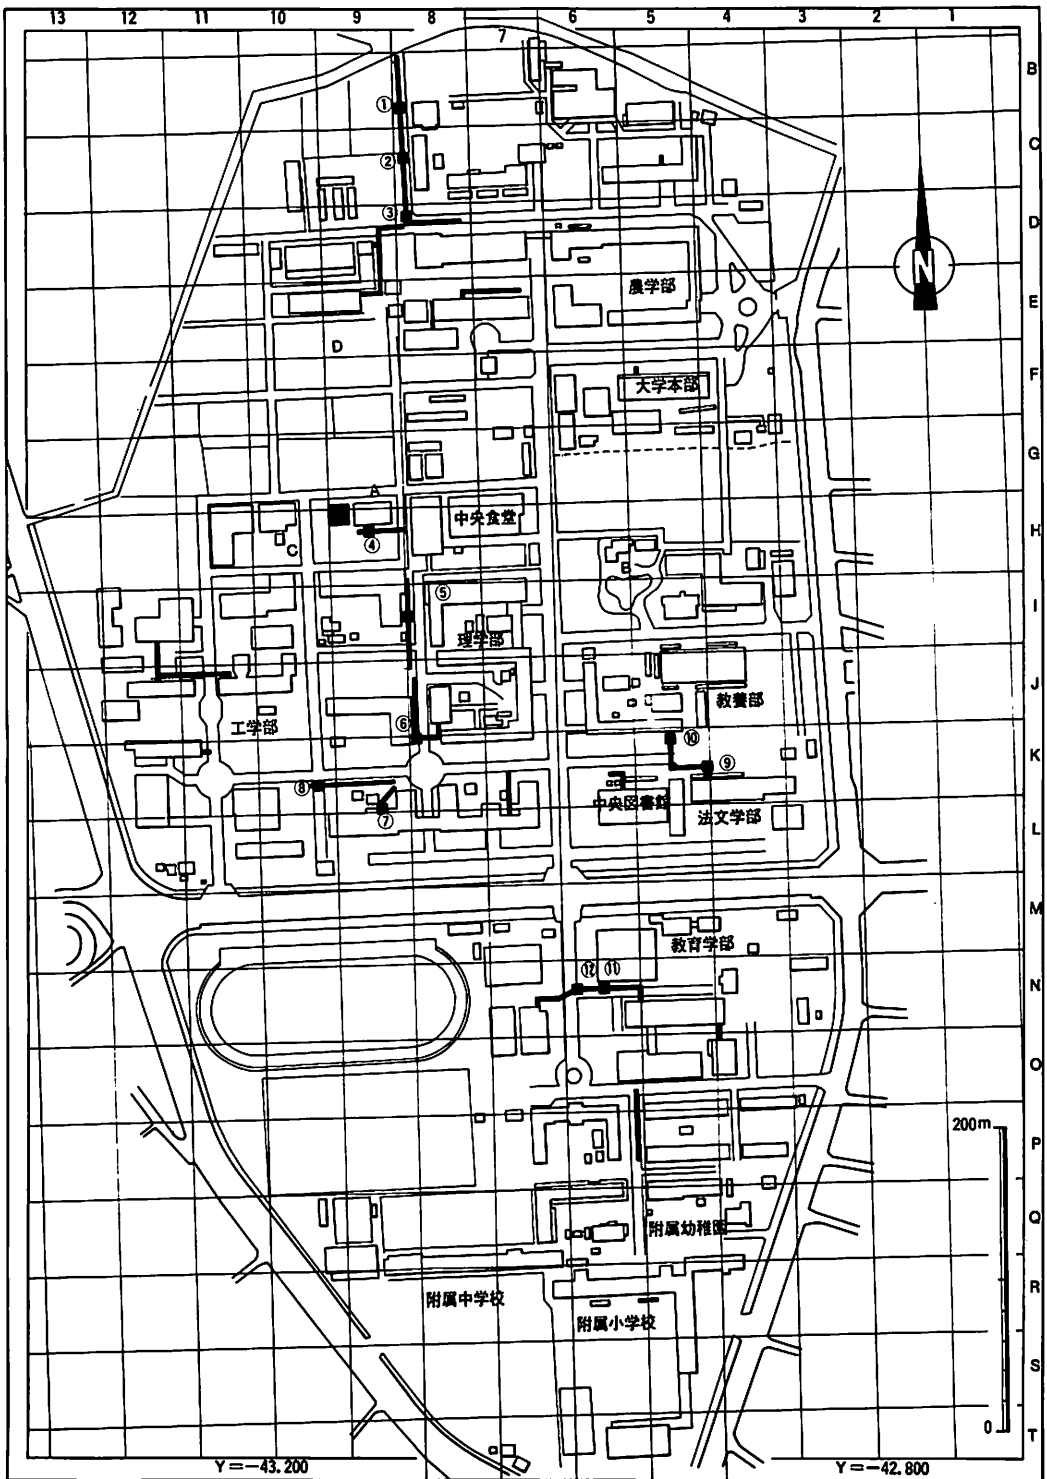 13 12 11 10 9 8 7 6 5 4 3 2 1
B
①
C
②
③
D
N
農学部
E
D
F
大学本部
G
A
中央食堂
H
④
C
B
⑤
I
理学部
J
教養部
工学部
⑥
⑩
K
⑨
⑧
中央図書館
法文学部
⑦
L
M
教育学部
⑫ ⑪
N
O
200m
P
Q
附属幼稚園
R
附属中学校
附属小学校
S
0
T
Y=-43.200
Y=-42.800